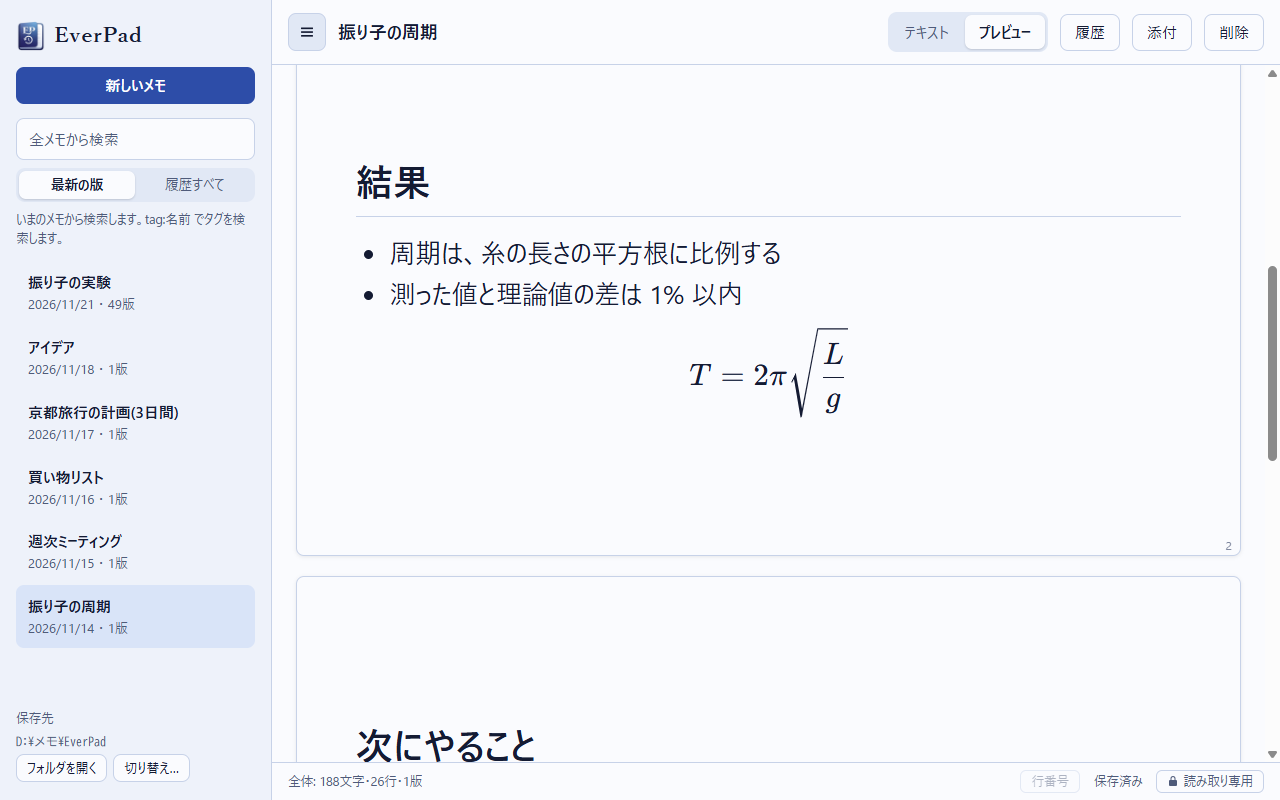 EverPad
新しいメモ
全メモから検索
最新の版
履歴すべて
いまのメモから検索します。tag:名前 でタグを検
索します。
振り子の実験
2026/11/21・49版
アイデア
2026/11/18・1版
京都旅行の計画(3日間)
2026/11/17・1版
買い物リスト
2026/11/16・1版
週次ミーティング
2026/11/15・1版
振り子の周期
2026/11/14・1版
保存先
D:¥メモ¥EverPad
フォルダを開く
切り替え...
振り子の周期
テキスト
プレビュー
履歴
添付
削除
結果
• 周期は、糸の長さの平方根に比例する
• 測った値と理論値の差は 1% 以内
T = 2π√(L/g)
2
次にやること
全体: 188文字・26行・1版
行番号
保存済み
読み取り専用